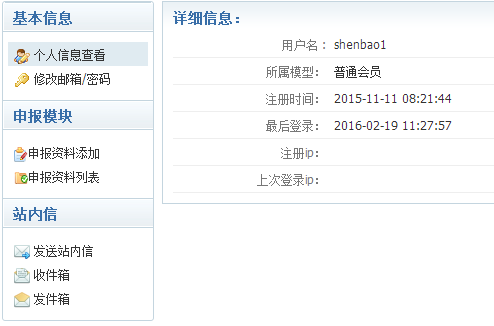 基本信息
个人信息查看
修改邮箱/密码
申报模块
申报资料添加
申报资料列表
站内信
发送站内信
收件箱
发件箱
详细信息：
用户名： shenbao1
所属模型： 普通会员
注册时间： 2015-11-11 08:21:44
最后登录： 2016-02-19 11:27:57
注册ip：
上次登录ip：